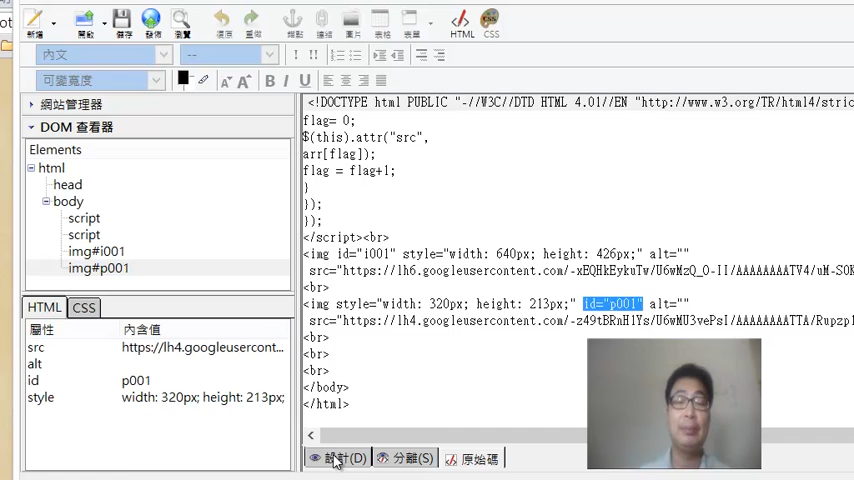 新增 開啟 儲存 發佈 瀏覽 復原 重做 錨點 連結 圖片 表格 表單 HTML CSS
內文 --
可變寬度 A A B I U
網站管理器
DOM 查看器
Elements
html
head
body
script
script
img#i001
img#p001
HTML CSS
屬性 內含值
src https://lh4.googleusercont...
alt
id p001
style width: 320px; height: 213px;
<!DOCTYPE html PUBLIC "-//W3C//DTD HTML 4.01//EN "http://www.w3.org/TR/html4/stric
flag= 0;
$(this).attr("src",
arr[flag]);
flag = flag+1;
}
});
});
</script><br>
<img id="i001" style="width: 640px; height: 426px;" alt=""
src="https://lh6.googleusercontent.com/-xEQHkEykuTw/U6wMzQ_O-II/AAAAAAAATV4/uM-SOK
<br>
<img style="width: 320px; height: 213px;" id="p001" alt=""
src="https://lh4.googleusercontent.com/-z49tBRnH1Ys/U6wMU3vePsI/AAAAAAAATTA/Rupzp1
<br>
<br>
<br>
</body>
</html>
設計(D) 分離(S) 原始碼